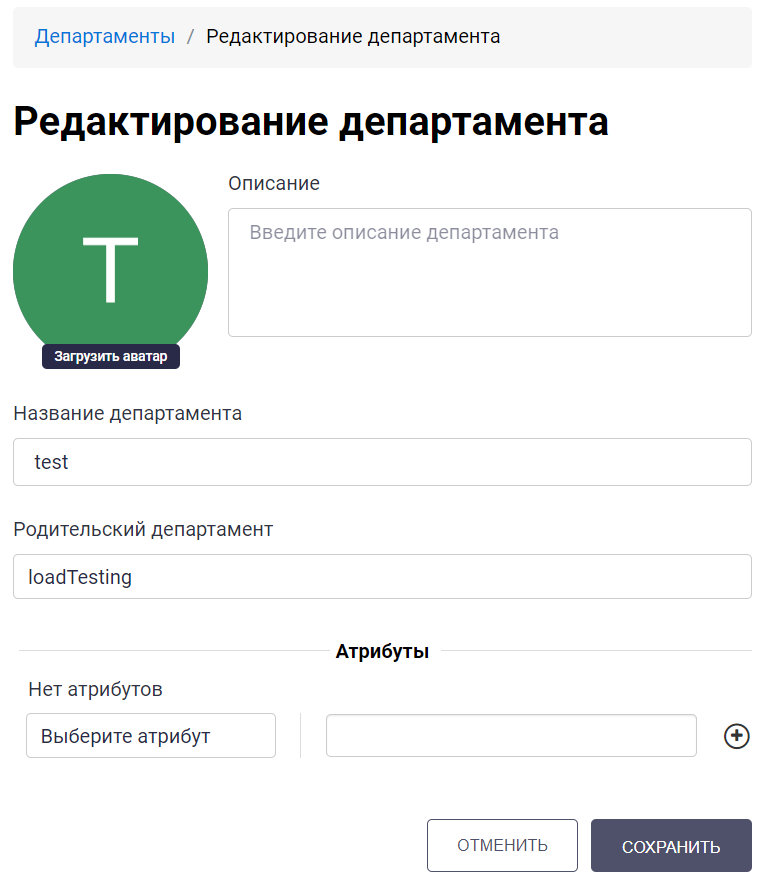 Департаменты / Редактирование департамента
Редактирование департамента
T
Загрузить аватар
Описание
Введите описание департамента
Название департамента
test
Родительский департамент
loadTesting
Атрибуты
Нет атрибутов
Выберите атрибут
ОТМЕНИТЬ
СОХРАНИТЬ